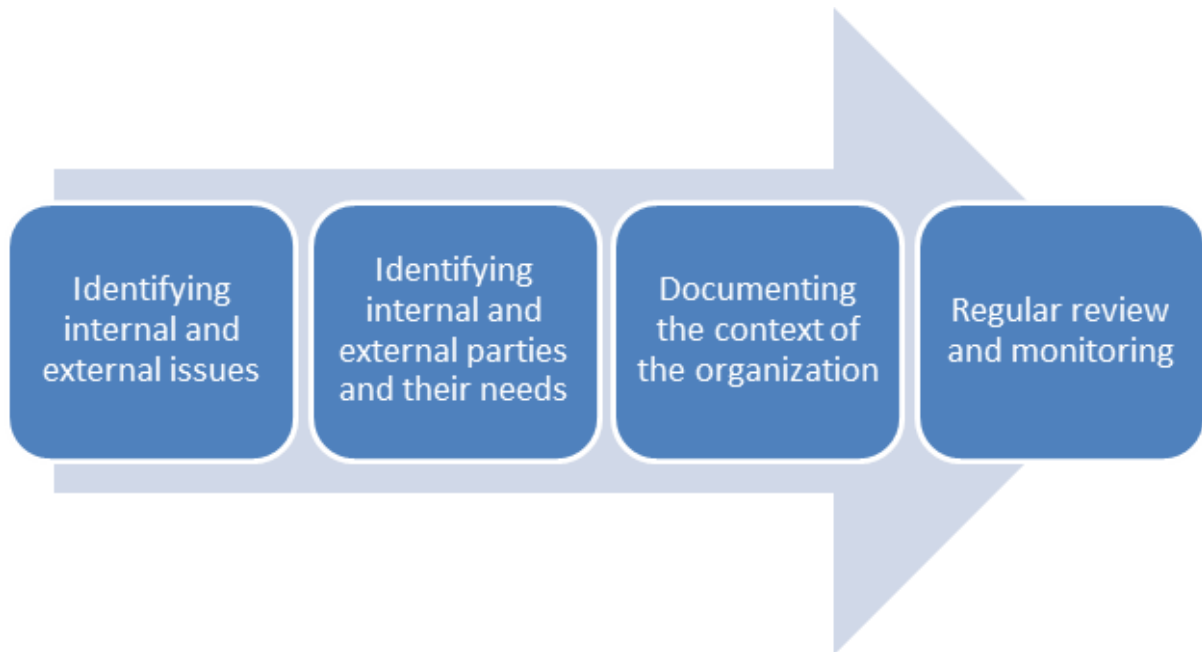 Identifying
internal and
external issues
Identifying
internal and
external parties
and their needs
Documenting
the context of
the organization
Regular review
and monitoring